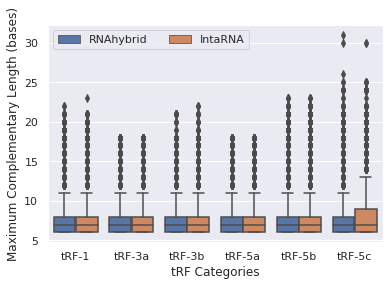 RNAhybrid IntaRNA
Maximum Complementary Length (bases)
30
25
20
15
10
5
tRF-1 tRF-3a tRF-3b tRF-5a tRF-5b tRF-5c
tRF Categories